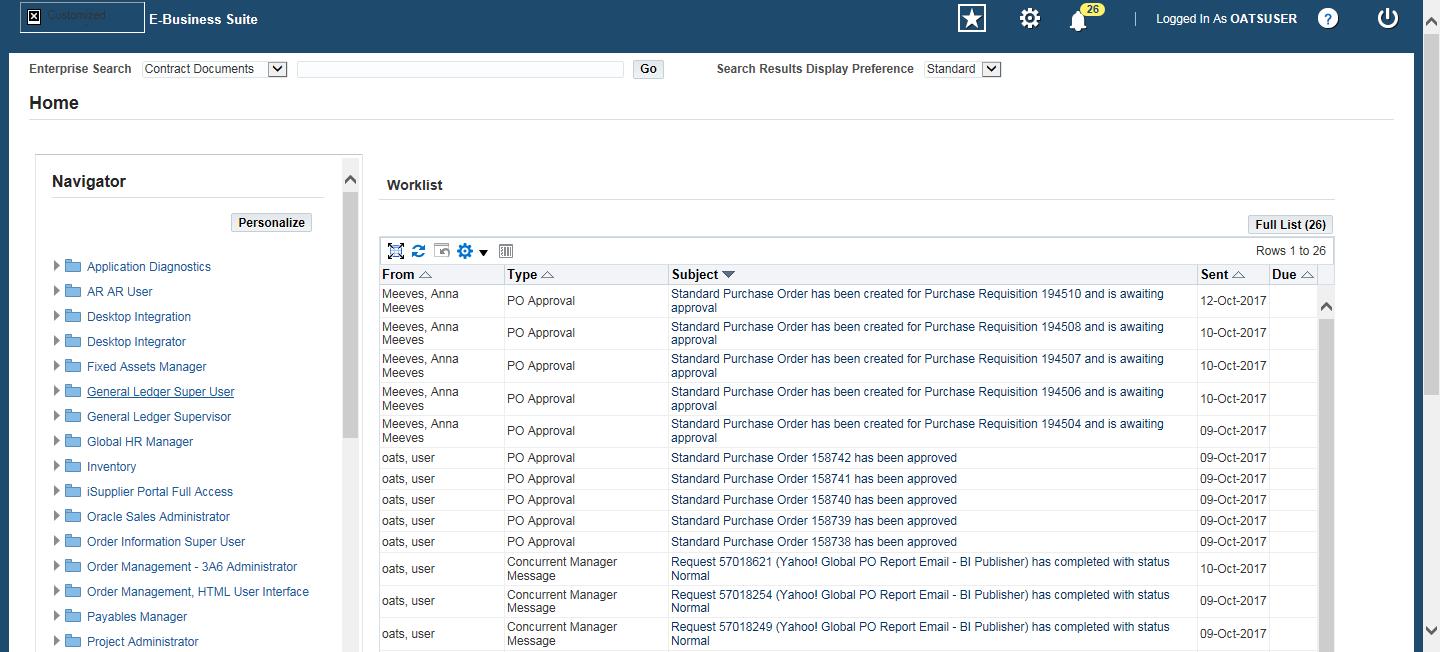 Customized
E-Business Suite
26
Logged In As OATSUSER
?
Enterprise Search
Contract Documents
Go
Search Results Display Preference
Standard
Home
Navigator
Personalize
Application Diagnostics
AR AR User
Desktop Integration
Desktop Integrator
Fixed Assets Manager
General Ledger Super User
General Ledger Supervisor
Global HR Manager
Inventory
iSupplier Portal Full Access
Oracle Sales Administrator
Order Information Super User
Order Management - 3A6 Administrator
Order Management, HTML User Interface
Payables Manager
Project Administrator
Worklist
Full List (26)
Rows 1 to 26
From Type Subject Sent Due
Meeves, Anna
Meeves
PO Approval
Standard Purchase Order has been created for Purchase Requisition 194510 and is awaiting
approval
12-Oct-2017
Meeves, Anna
Meeves
PO Approval
Standard Purchase Order has been created for Purchase Requisition 194508 and is awaiting
approval
10-Oct-2017
Meeves, Anna
Meeves
PO Approval
Standard Purchase Order has been created for Purchase Requisition 194507 and is awaiting
approval
10-Oct-2017
Meeves, Anna
Meeves
PO Approval
Standard Purchase Order has been created for Purchase Requisition 194506 and is awaiting
approval
10-Oct-2017
Meeves, Anna
Meeves
PO Approval
Standard Purchase Order has been created for Purchase Requisition 194504 and is awaiting
approval
09-Oct-2017
oats, user PO Approval Standard Purchase Order 158742 has been approved 09-Oct-2017
oats, user PO Approval Standard Purchase Order 158741 has been approved 09-Oct-2017
oats, user PO Approval Standard Purchase Order 158740 has been approved 09-Oct-2017
oats, user PO Approval Standard Purchase Order 158739 has been approved 09-Oct-2017
oats, user PO Approval Standard Purchase Order 158738 has been approved 09-Oct-2017
oats, user
Concurrent Manager
Message
Request 57018621 (Yahoo! Global PO Report Email - BI Publisher) has completed with status
Normal
10-Oct-2017
oats, user
Concurrent Manager
Message
Request 57018254 (Yahoo! Global PO Report Email - BI Publisher) has completed with status
Normal
09-Oct-2017
oats, user
Concurrent Manager
Message
Request 57018249 (Yahoo! Global PO Report Email - BI Publisher) has completed with status
Normal
09-Oct-2017